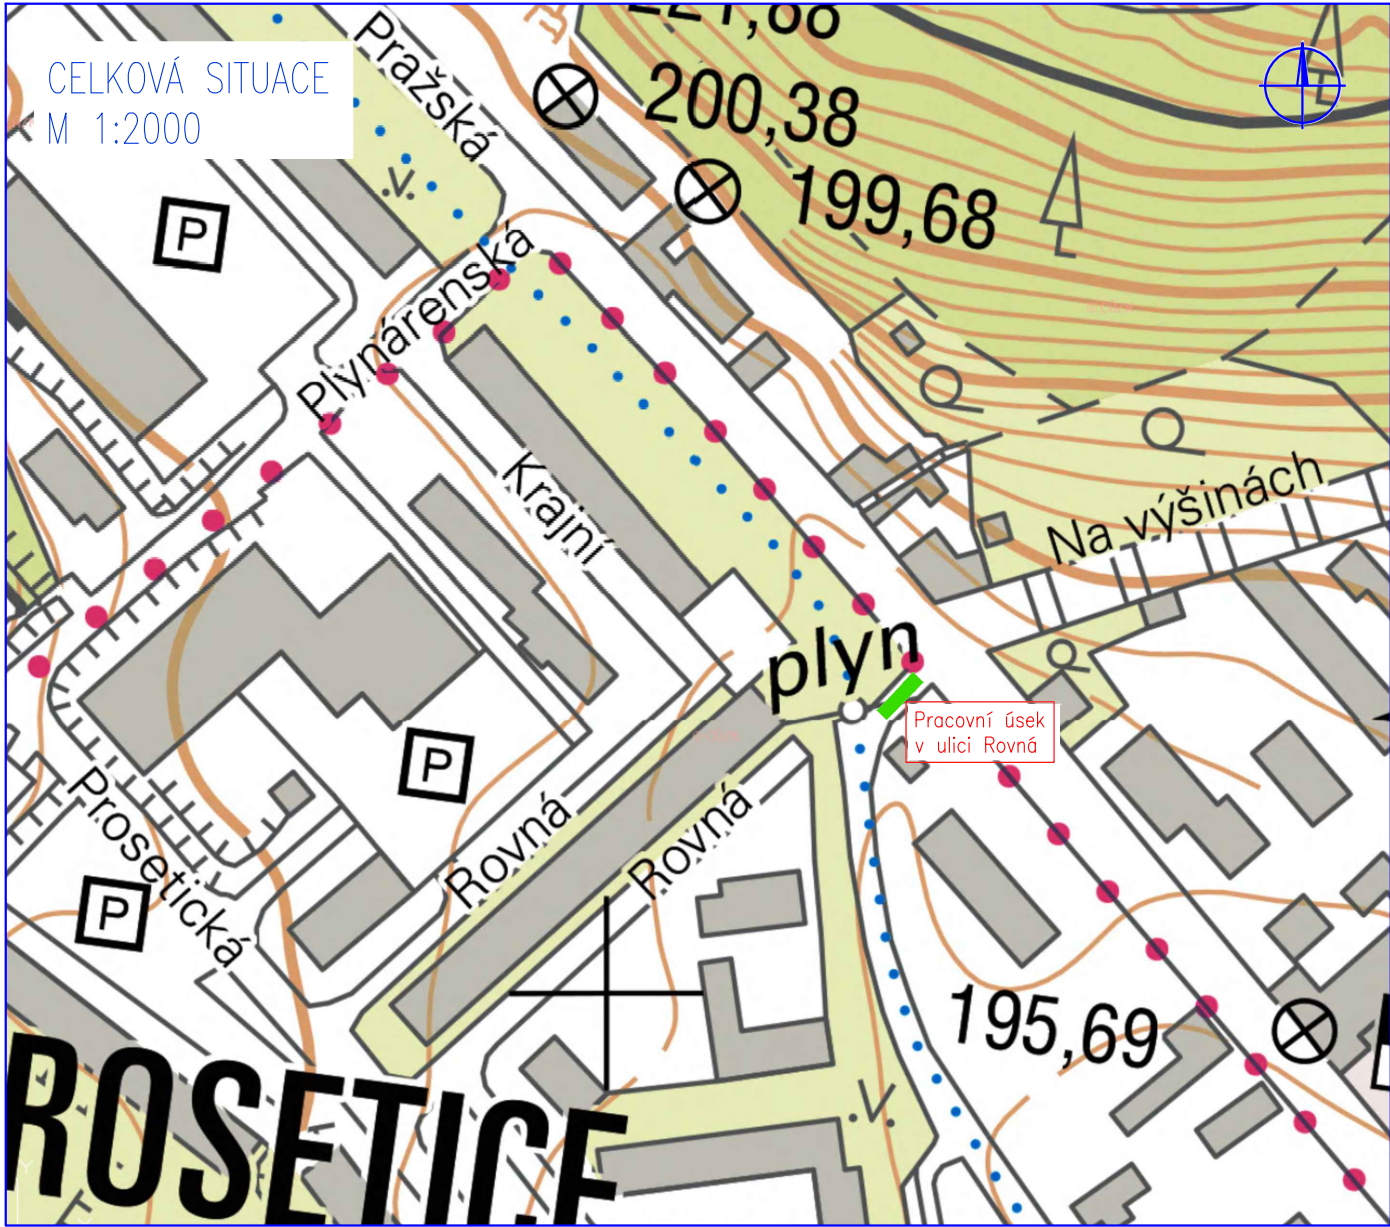 CELKOVÁ SITUACE
M 1:2000
Pražská
200,38
199,68
P
Plynárenská
Krajní
Na výšinách
plyn
Pracovní úsek
v ulici Rovná
P
Prosetická
Rovná
Rovná
P
195,69
ROSETICE